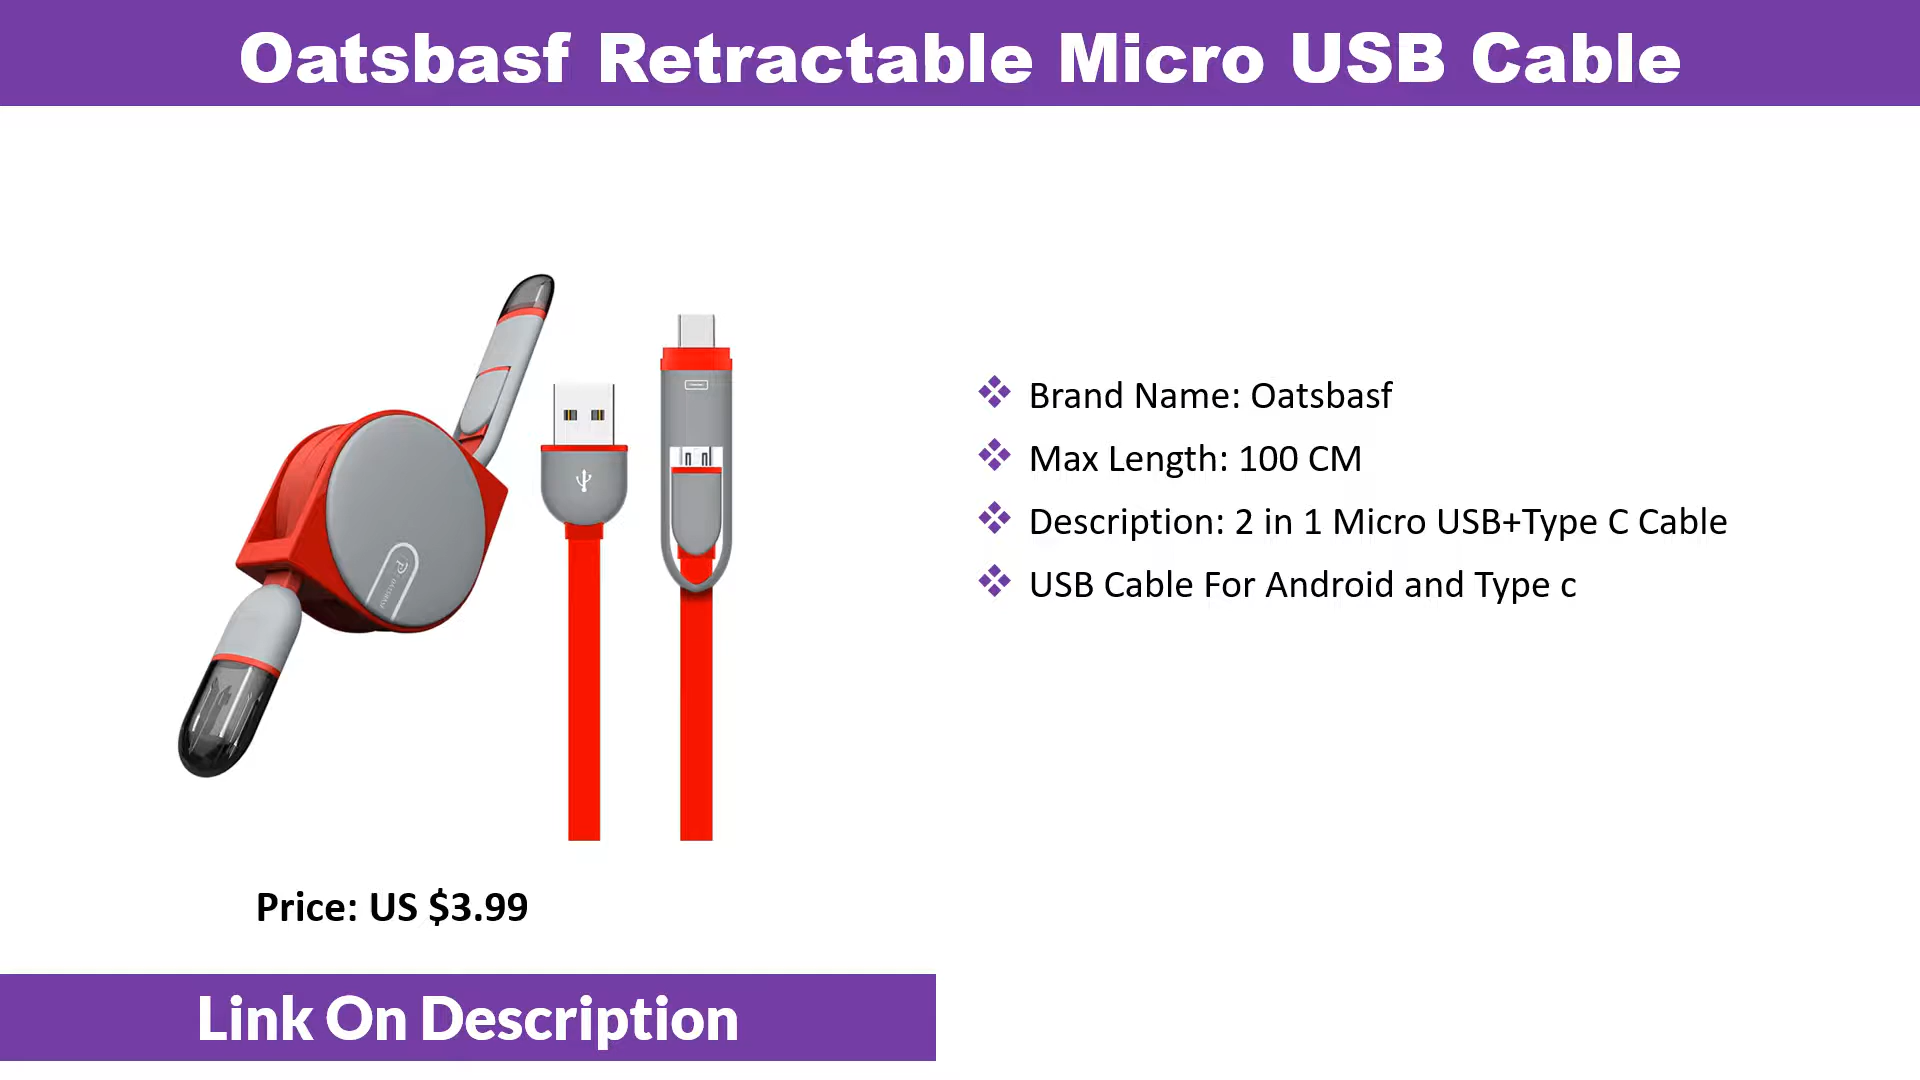 Oatsbasf Retractable Micro USB Cable
Brand Name: Oatsbasf
Max Length: 100 CM
Description: 2 in 1 Micro USB+Type C Cable
USB Cable For Android and Type c
Price: US $3.99
Link On Description